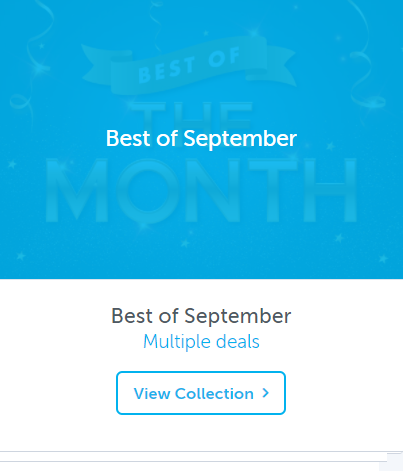 BEST OF
THE
Best of September
MONTH
Best of September
Multiple deals
View Collection